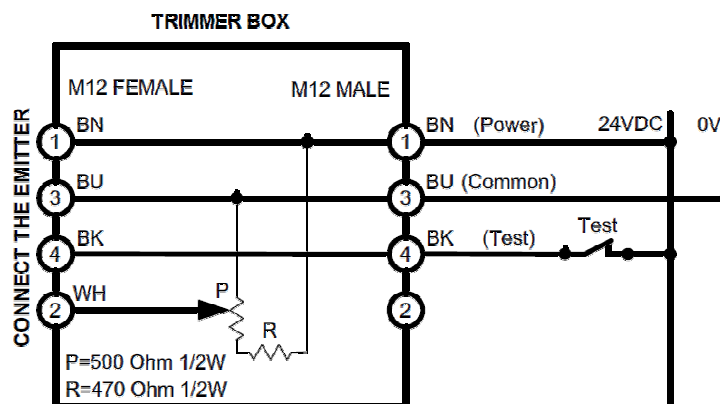 TRIMMER BOX
M12 FEMALE
M12 MALE
CONNECT THE EMITTER
1 BN 1 BN (Power) 24VDC 0V
3 BU 3 BU (Common)
4 BK 4 BK (Test) Test
2 WH P 2
R
P=500 Ohm 1/2W
R=470 Ohm 1/2W